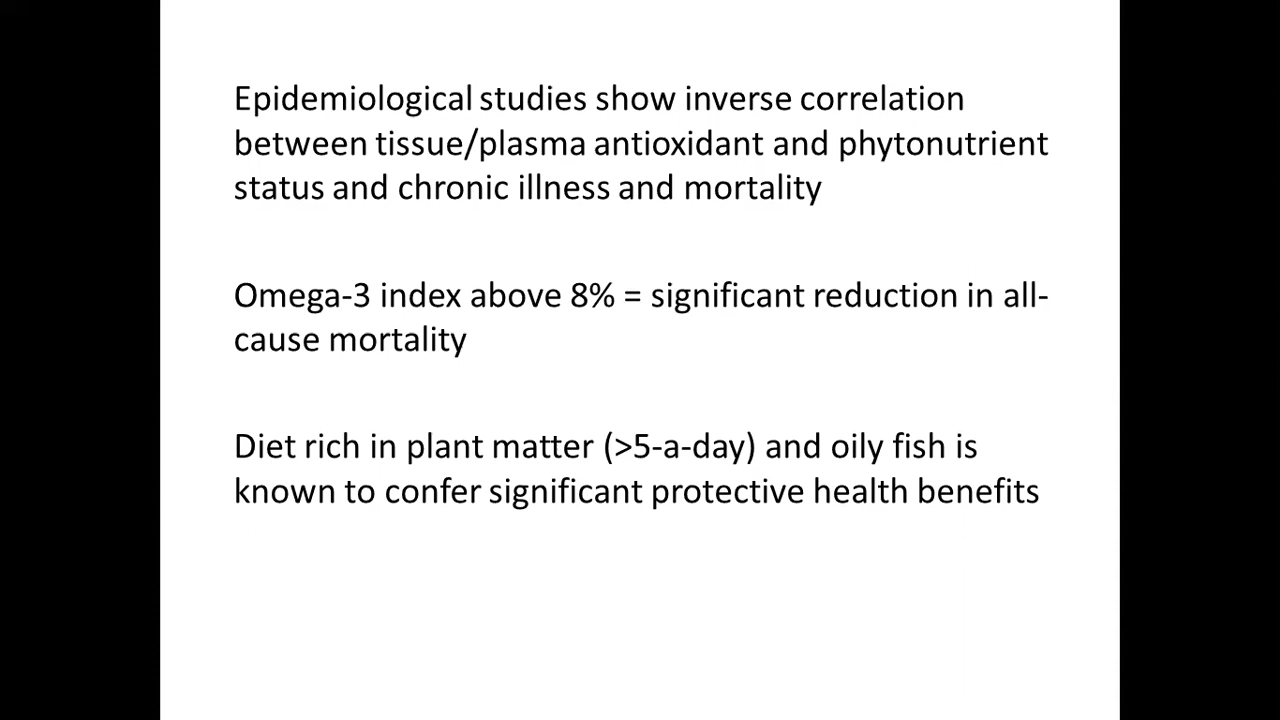 Epidemiological studies show inverse correlation
between tissue/plasma antioxidant and phytonutrient
status and chronic illness and mortality
Omega-3 index above 8% = significant reduction in all-
cause mortality
Diet rich in plant matter (>5-a-day) and oily fish is
known to confer significant protective health benefits